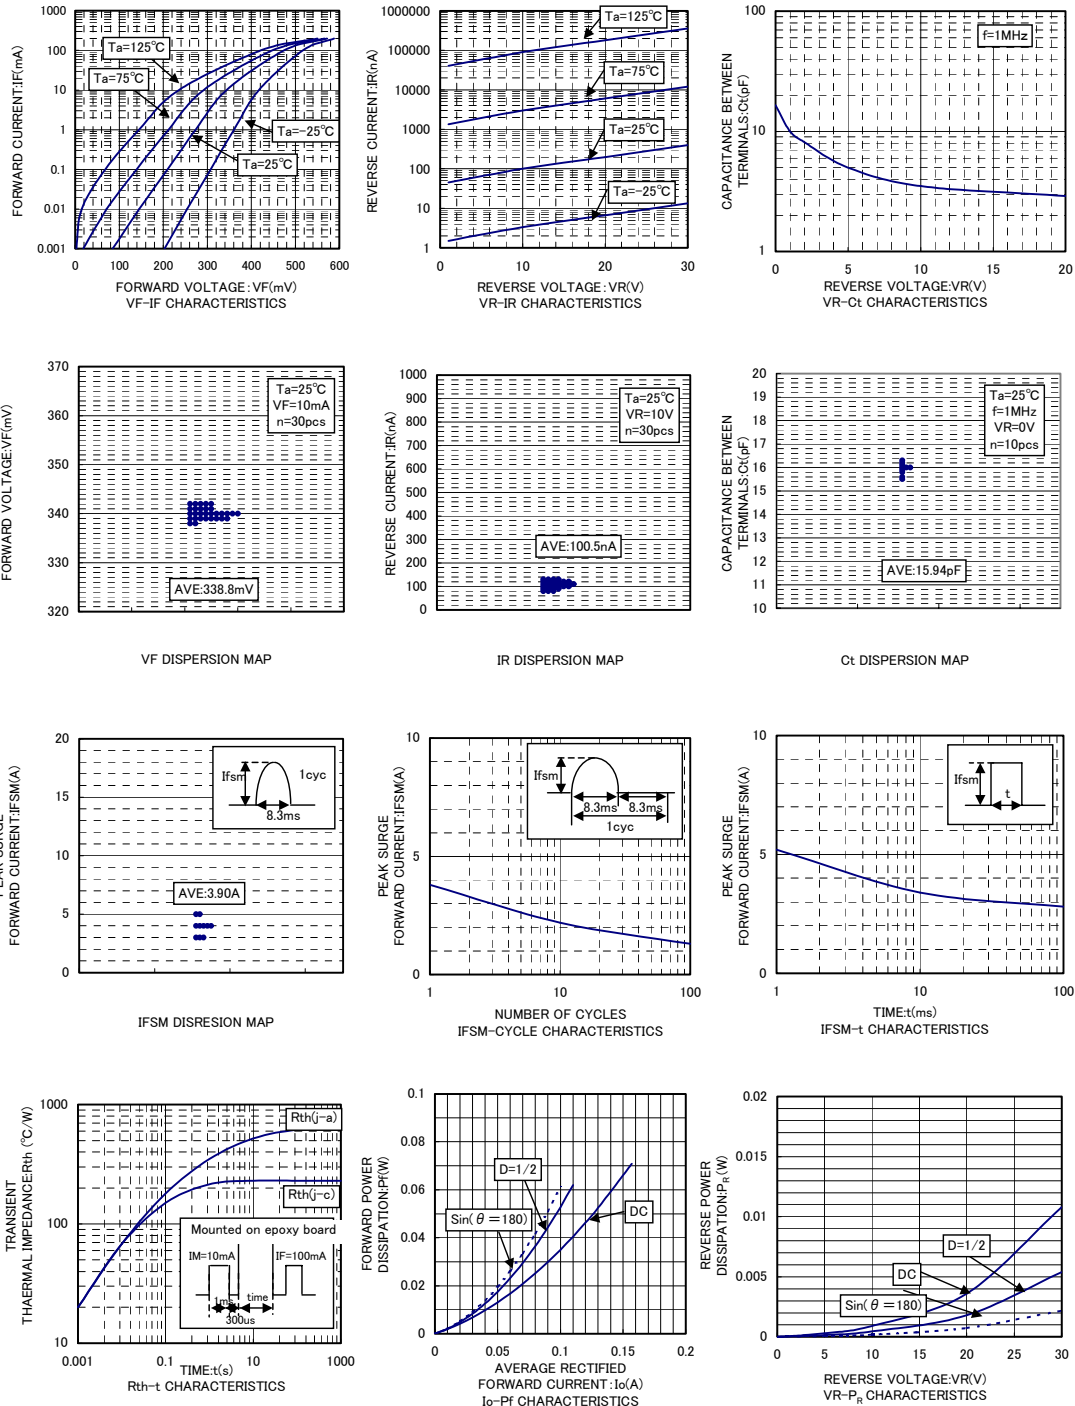 FORWARD CURRENT:IF(mA)
1000
100
10
1
0.1
0.01
0.001
Ta=125℃
Ta=75℃
Ta=-25℃
Ta=25℃
0 100 200 300 400 500 600
FORWARD VOLTAGE:VF(mV)
VF-IF CHARACTERISTICS
REVERSE CURRENT:IR(nA)
1000000
100000
10000
1000
100
10
1
Ta=125℃
Ta=75℃
Ta=25℃
Ta=-25℃
0 10 20 30
REVERSE VOLTAGE:VR(V)
VR-IR CHARACTERISTICS
CAPACITANCE BETWEEN
TERMINALS:Ct(pF)
100
10
1
f=1MHz
0 5 10 15 20
REVERSE VOLTAGE:VR(V)
VR-Ct CHARACTERISTICS
FORWARD VOLTAGE:VF(mV)
370
360
350
340
330
320
Ta=25℃
VF=10mA
n=30pcs
AVE:338.8mV
VF DISPERSION MAP
REVERSE CURRENT:IR(nA)
1000
900
800
700
600
500
400
300
200
100
0
Ta=25℃
VR=10V
n=30pcs
AVE:100.5nA
IR DISPERSION MAP
CAPACITANCE BETWEEN
TERMINALS:Ct(pF)
20
19
18
17
16
15
14
13
12
11
10
Ta=25℃
f=1MHz
VR=0V
n=10pcs
AVE:15.94pF
Ct DISPERSION MAP
PEAK SURGE
FORWARD CURRENT:IFSM(A)
20
15
10
5
0
Ifsm
1cyc
8.3ms
AVE:3.90A
IFSM DISRESION MAP
PEAK SURGE
FORWARD CURRENT:IFSM(A)
10
5
0
Ifsm
8.3ms 8.3ms
1cyc
1 10 100
NUMBER OF CYCLES
IFSM-CYCLE CHARACTERISTICS
PEAK SURGE
FORWARD CURRENT:IFSM(A)
10
5
0
Ifsm
t
1 10 100
TIME:t(ms)
IFSM-t CHARACTERISTICS
TRANSIENT
THAERMAL IMPEDANCE:Rth (℃/W)
1000
100
10
Rth(j-a)
Rth(j-c)
Mounted on epoxy board
IM=10mA IF=100mA
1ms time
300us
0.001 0.1 10 1000
TIME:t(s)
Rth-t CHARACTERISTICS
FORWARD POWER
DISSIPATION:Pf(W)
0.1
0.08
0.06
0.04
0.02
0
D=1/2
Sin(θ=180)
DC
0 0.05 0.1 0.15 0.2
AVERAGE RECTIFIED
FORWARD CURRENT:Io(A)
Io-Pf CHARACTERISTICS
REVERSE POWER
DISSIPATION:PR(W)
0.02
0.015
0.01
0.005
0
D=1/2
DC
Sin(θ=180)
0 5 10 15 20 25 30
REVERSE VOLTAGE:VR(V)
VR-PR CHARACTERISTICS